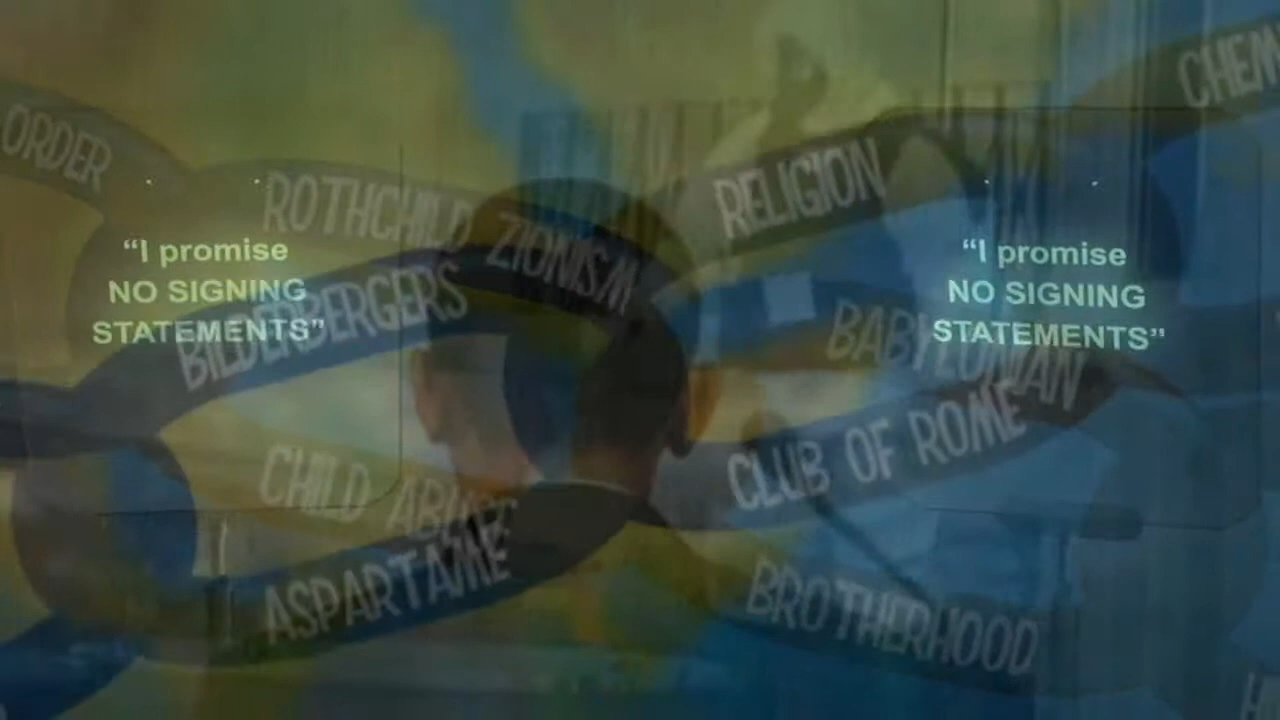 ORDER
ROTHCHILD ZIONISM
RELIGION
“I promise
NO SIGNING
STATEMENTS”
“I promise
NO SIGNING
STATEMENTS”
BILDERBERGERS
BABYLONIAN
CLUB OF ROME
CHILD ABUSE
ASPARTAME
BROTHERHOOD